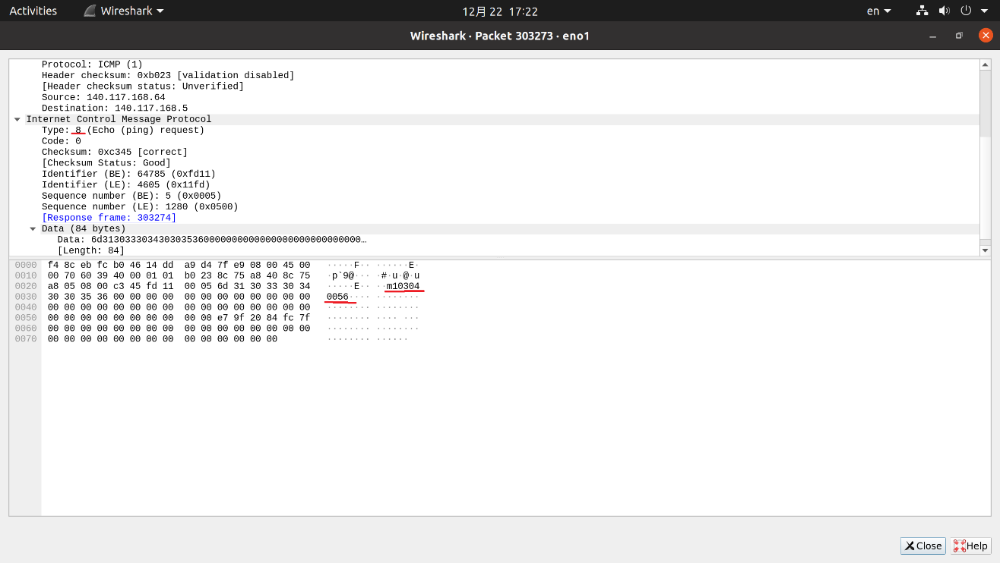 Activities Wireshark 12月 22 17:22 en
Wireshark · Packet 303273 · eno1
Protocol: ICMP (1)
Header checksum: 0xb023 [validation disabled]
[Header checksum status: Unverified]
Source: 140.117.168.64
Destination: 140.117.168.5
Internet Control Message Protocol
Type: 8 (Echo (ping) request)
Code: 0
Checksum: 0xc345 [correct]
[Checksum Status: Good]
Identifier (BE): 64785 (0xfd11)
Identifier (LE): 4605 (0x11fd)
Sequence number (BE): 5 (0x0005)
Sequence number (LE): 1280 (0x0500)
[Response frame: 303274]
Data (84 bytes)
Data: 6d313033303430303536000000000000000000000000000000…
[Length: 84]
0000 f4 8c eb fc b0 46 14 dd a9 d4 7f e9 08 00 45 00 ·····F·· ······E·
0010 00 70 60 39 40 00 01 01 b0 23 8c 75 a8 40 8c 75 ·p`9@··· ·#·u·@·u
0020 a8 05 08 00 c3 45 fd 11 00 05 6d 31 30 33 30 34 ·····E·· ··m10304
0030 30 30 35 36 00 00 00 00 00 00 00 00 00 00 00 00 0056···· ········
0040 00 00 00 00 00 00 00 00 00 00 00 00 00 00 00 00 ········ ········
0050 00 00 00 00 00 00 00 00 00 00 e7 9f 20 84 fc 7f ········ ···· ···
0060 00 00 00 00 00 00 00 00 00 00 00 00 00 00 00 00 ········ ········
0070 00 00 00 00 00 00 00 00 00 00 00 00 00 00 ········ ······
Close Help